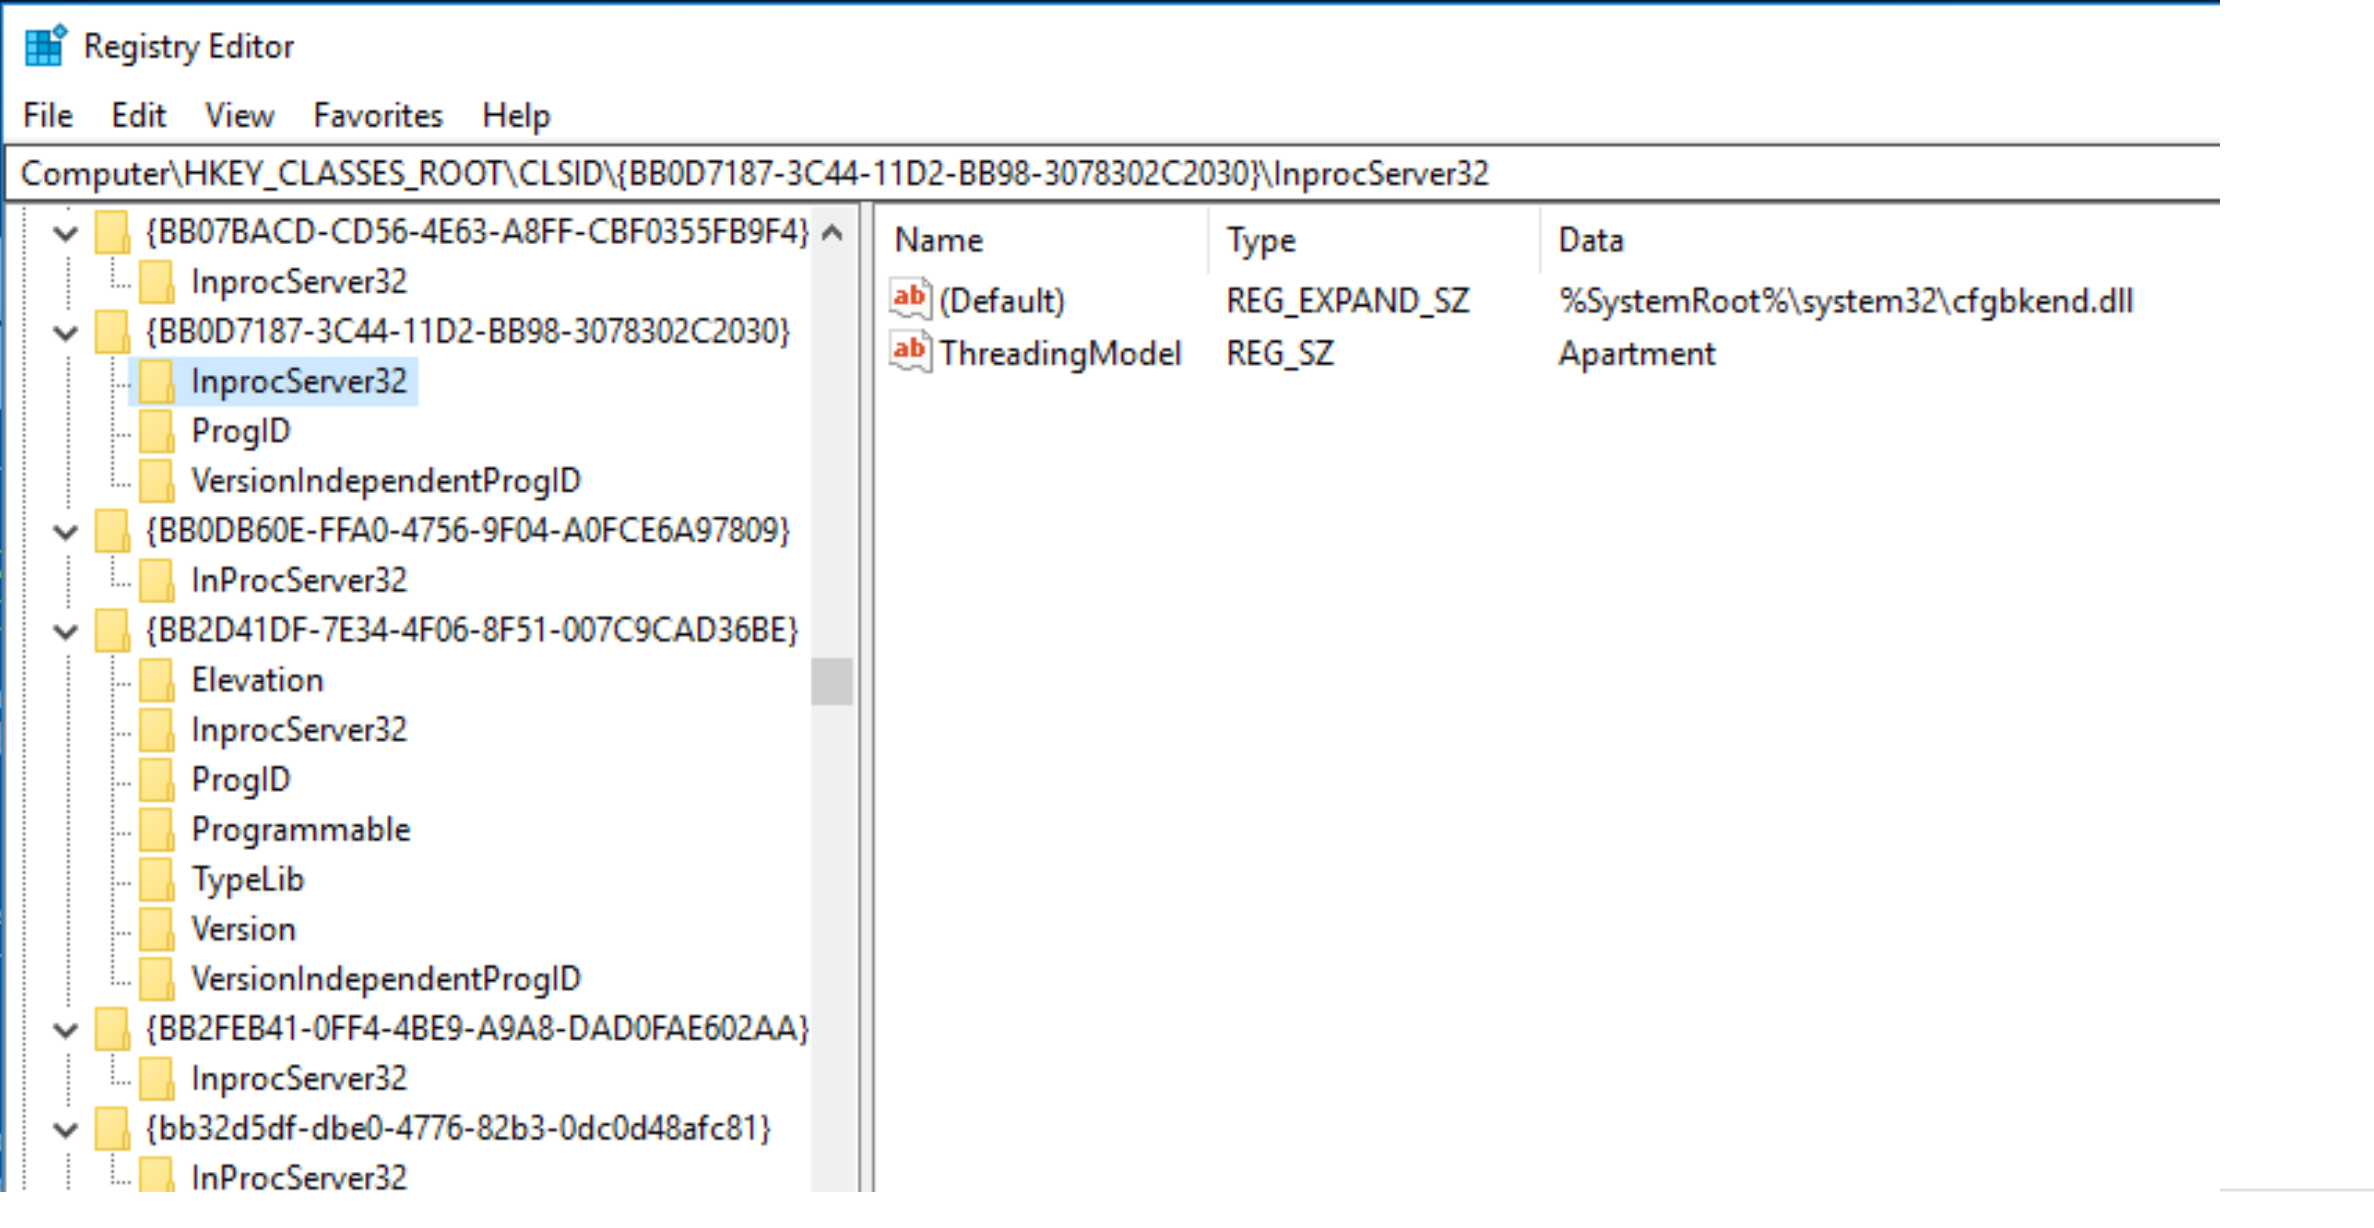 Registry Editor
File Edit View Favorites Help
Computer\HKEY_CLASSES_ROOT\CLSID\{BB0D7187-3C44-11D2-BB98-3078302C2030}\InprocServer32
{BB07BACD-CD56-4E63-A8FF-CBF0355FB9F4}
InprocServer32
{BB0D7187-3C44-11D2-BB98-3078302C2030}
InprocServer32
ProgID
VersionIndependentProgID
{BB0DB60E-FFA0-4756-9F04-A0FCE6A97809}
InProcServer32
{BB2D41DF-7E34-4F06-8F51-007C9CAD36BE}
Elevation
InprocServer32
ProgID
Programmable
TypeLib
Version
VersionIndependentProgID
{BB2FEB41-0FF4-4BE9-A9A8-DAD0FAE602AA}
InprocServer32
{bb32d5df-dbe0-4776-82b3-0dc0d48afc81}
InProcServer32
Name Type Data
ab (Default) REG_EXPAND_SZ %SystemRoot%\system32\cfgbkend.dll
ab ThreadingModel REG_SZ Apartment